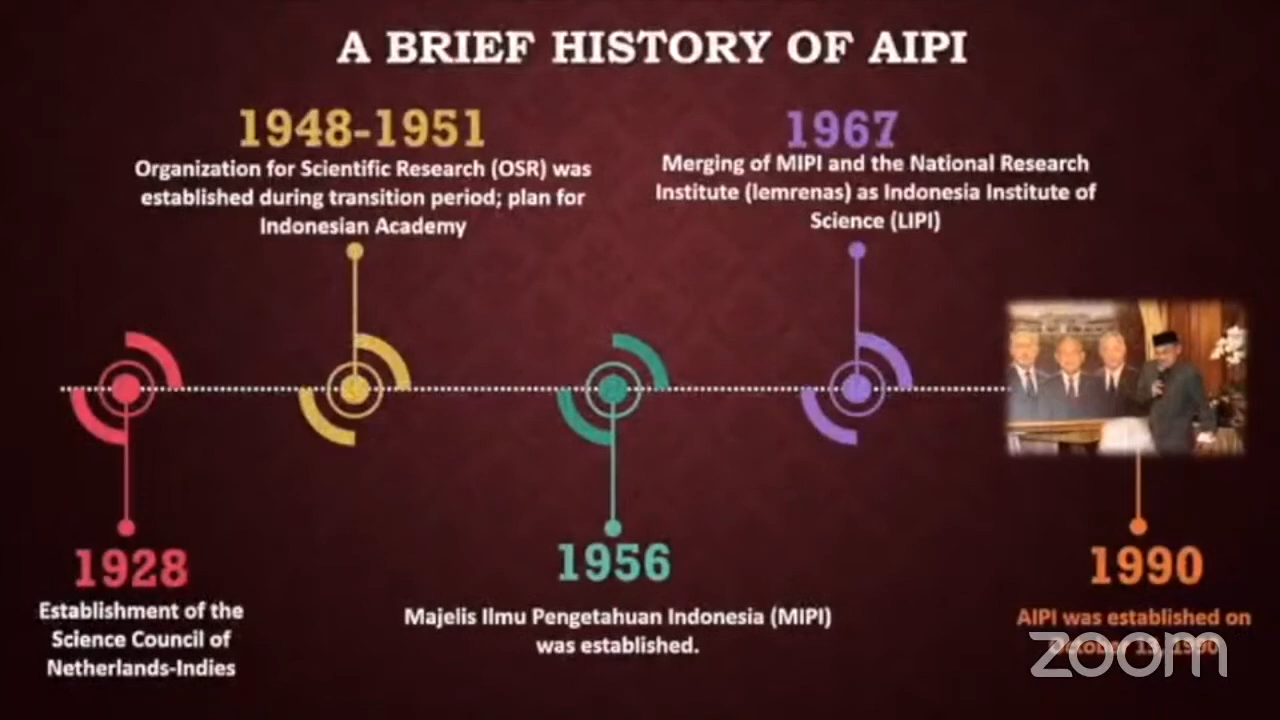 A BRIEF HISTORY OF AIPI
1948-1951
Organization for Scientific Research (OSR) was
established during transition period; plan for
Indonesian Academy
1967
Merging of MIPI and the National Research
Institute (lemrenas) as Indonesia Institute of
Science (LIPI)
1928
Establishment of the
Science Council of
Netherlands-Indies
1956
Majelis Ilmu Pengetahuan Indonesia (MIPI)
was established.
1990
AIPI was established on
October 13, 1990
zoom